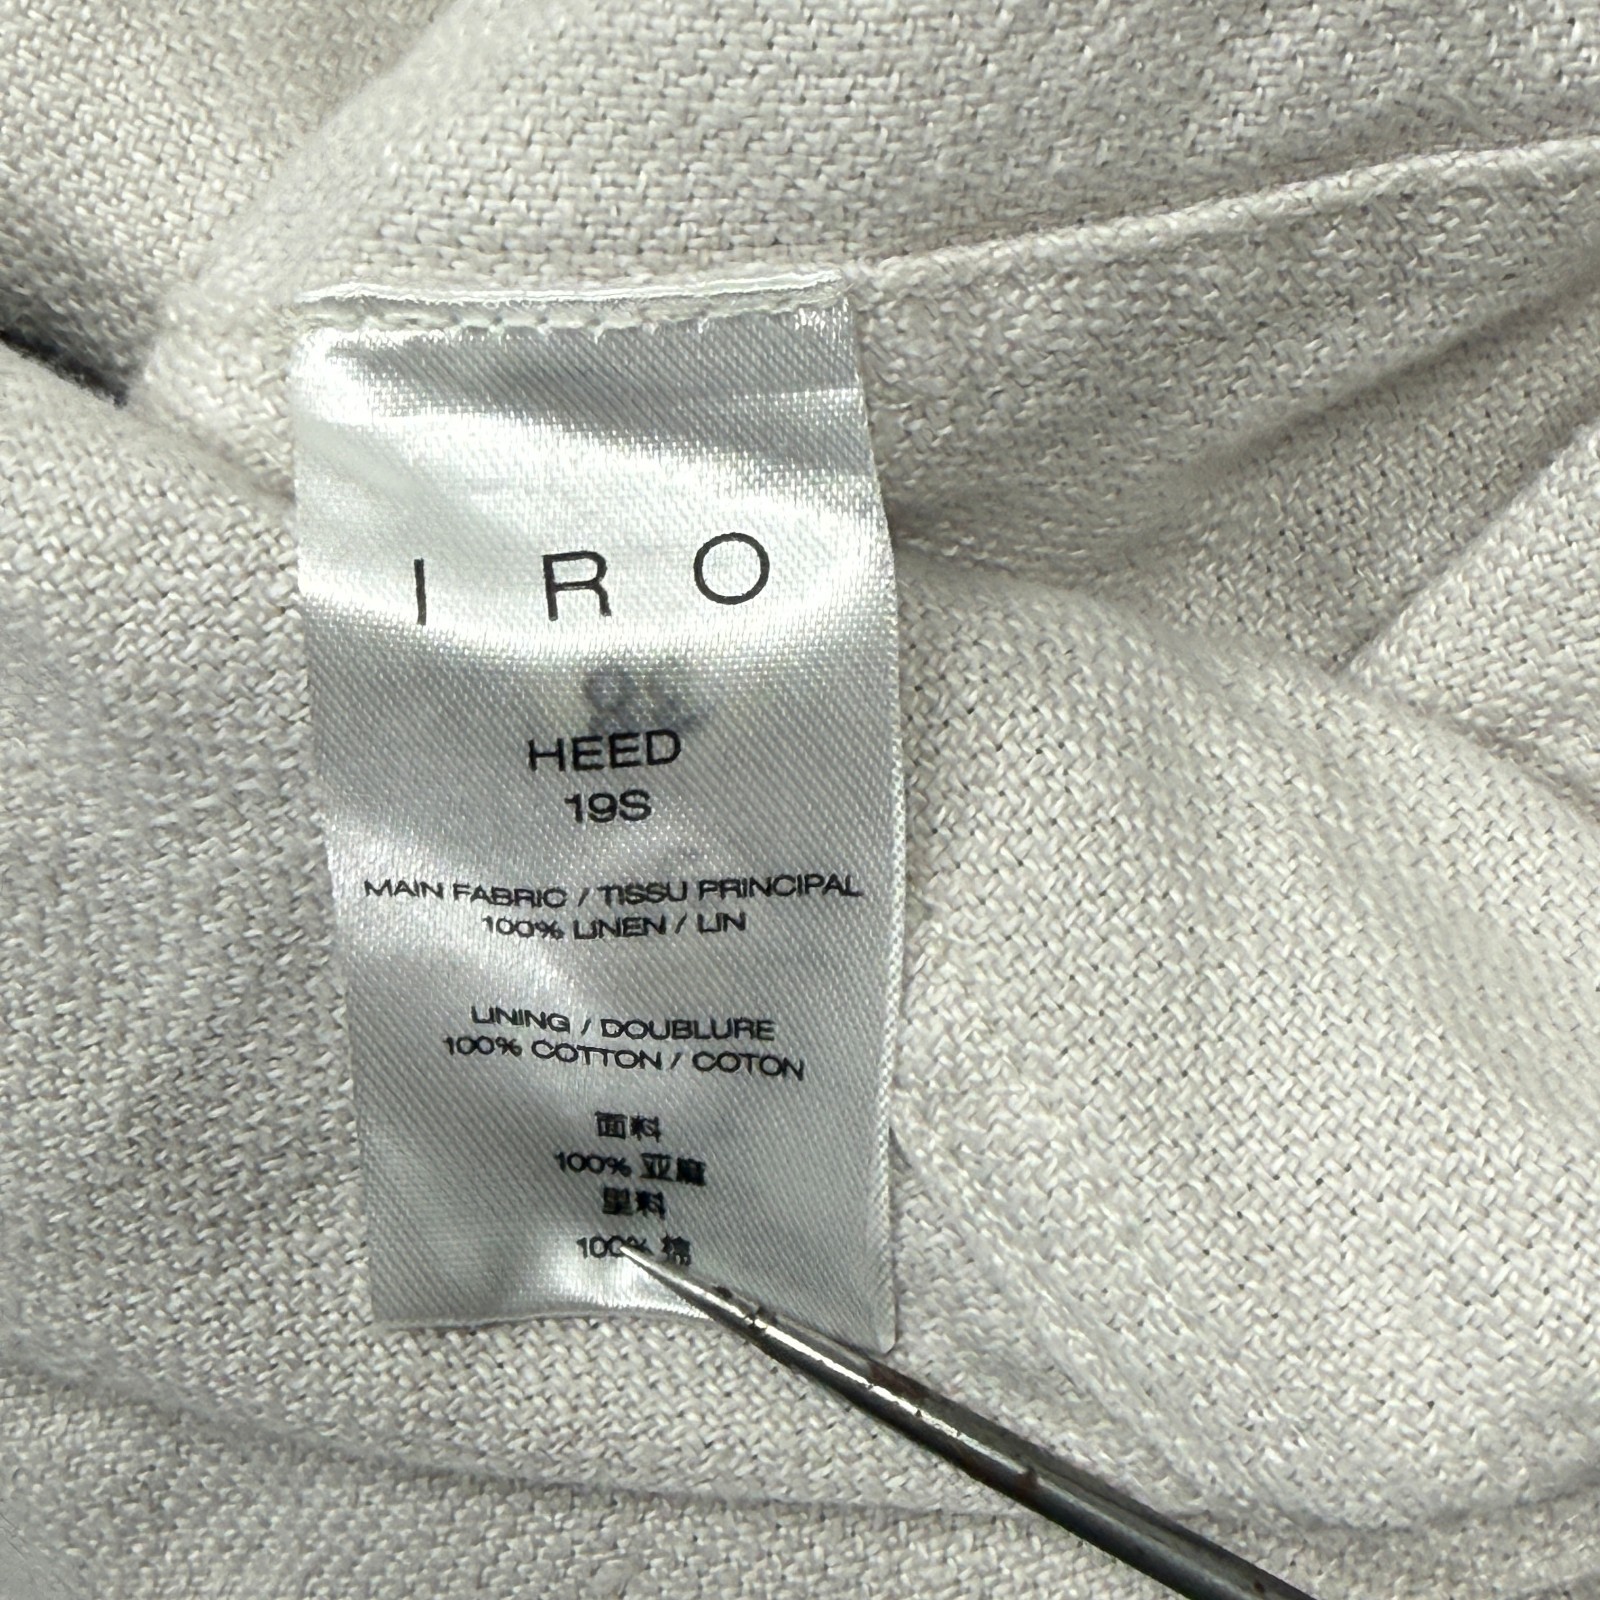 IRO
HEED
19S
MAIN FABRIC / TISSU PRINCIPAL
100% LINEN / LIN
LINING / DOUBLURE
100% COTTON / COTON
面料
100% 亚麻
里料
100% 棉